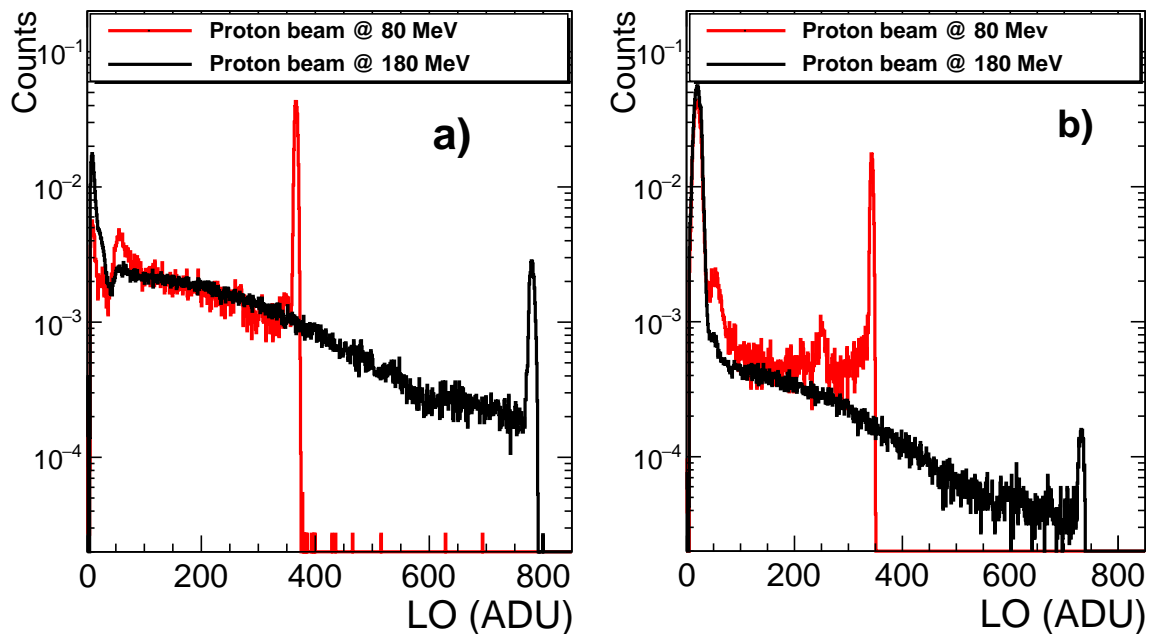 Counts
10⁻¹
10⁻²
10⁻³
10⁻⁴
Proton beam @ 80 MeV
Proton beam @ 180 MeV
a)
0 200 400 600 800
LO (ADU)
Counts
10⁻¹
10⁻²
10⁻³
10⁻⁴
Proton beam @ 80 Mev
Proton beam @ 180 MeV
b)
0 200 400 600 800
LO (ADU)